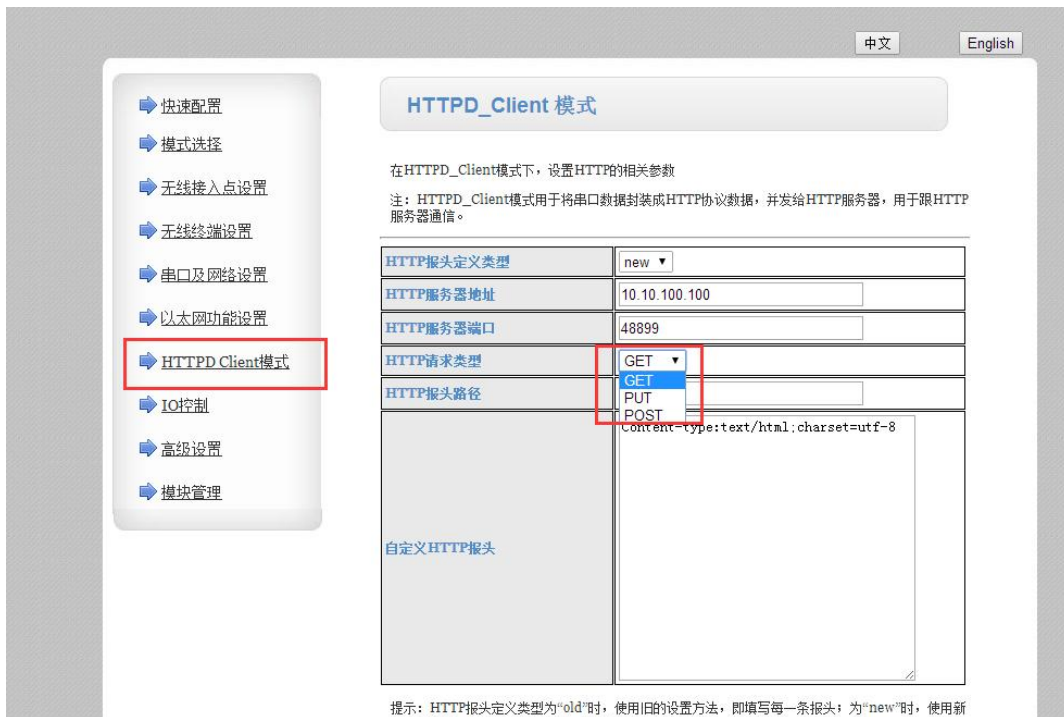 中文
English
快速配置
模式选择
无线接入点设置
无线终端设置
串口及网络设置
以太网功能设置
HTTPD Client模式
IO控制
高级设置
模块管理
HTTPD_Client 模式
在HTTPD_Client模式下，设置HTTP的相关参数
注：HTTPD_Client模式用于将串口数据封装成HTTP协议数据，并发给HTTP服务器，用于跟HTTP
服务器通信。
HTTP报头定义类型
new
HTTP服务器地址
10.10.100.100
HTTP服务器端口
48899
HTTP请求类型
GET
GET
PUT
POST
HTTP报头路径
自定义HTTP报头
Content-type:text/html;charset=utf-8
提示：HTTP报头定义类型为“old”时，使用旧的设置方法，即填写每一条报头；为“new”时，使用新